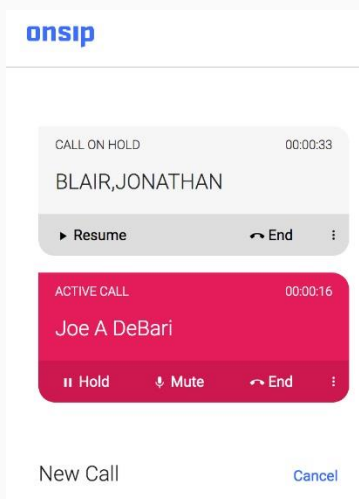 onsip
CALL ON HOLD 00:00:33
BLAIR,JONATHAN
Resume End
ACTIVE CALL 00:00:16
Joe A DeBari
Hold Mute End
New Call Cancel